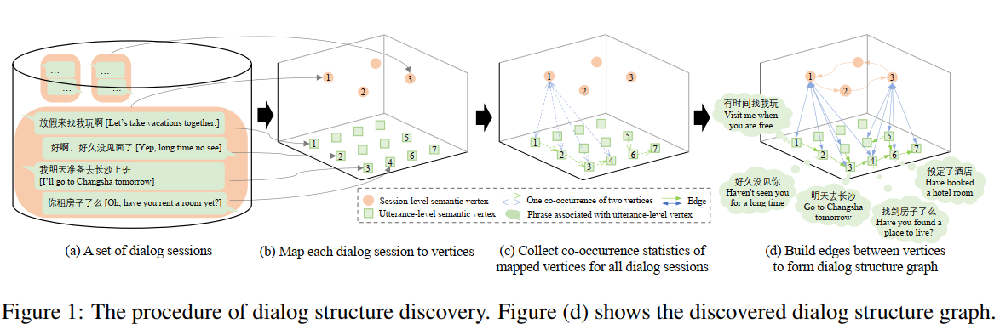 ...
...
...
...
放假来找我玩啊 [Let's take vacations together.]
好啊，好久没见面了 [Yep, long time no see]
我明天准备去长沙上班
[I'll go to Changsha tomorrow]
你租房子了么 [Oh, have you rent a room yet?]
(a) A set of dialog sessions
1
2
3
1
2
3
4
5
6
7
(b) Map each dialog session to vertices
1
2
3
1
2
3
4
5
6
7
Session-level semantic vertex
One co-occurrence of two vertices
Edge
Utterance-level semantic vertex
Phrase associated with utterance-level vertex
(c) Collect co-occurrence statistics of
mapped vertices for all dialog sessions
1
2
3
1
2
3
4
5
6
7
有时间找我玩
Visit me when
you are free
好久没见你
Haven't seen you
for a long time
明天去长沙
Go to Changsha
tomorrow
找到房子了么
Have you found a
place to live?
预定了酒店
Have booked
a hotel room
(d) Build edges between vertices
to form dialog structure graph
Figure 1: The procedure of dialog structure discovery. Figure (d) shows the discovered dialog structure graph.